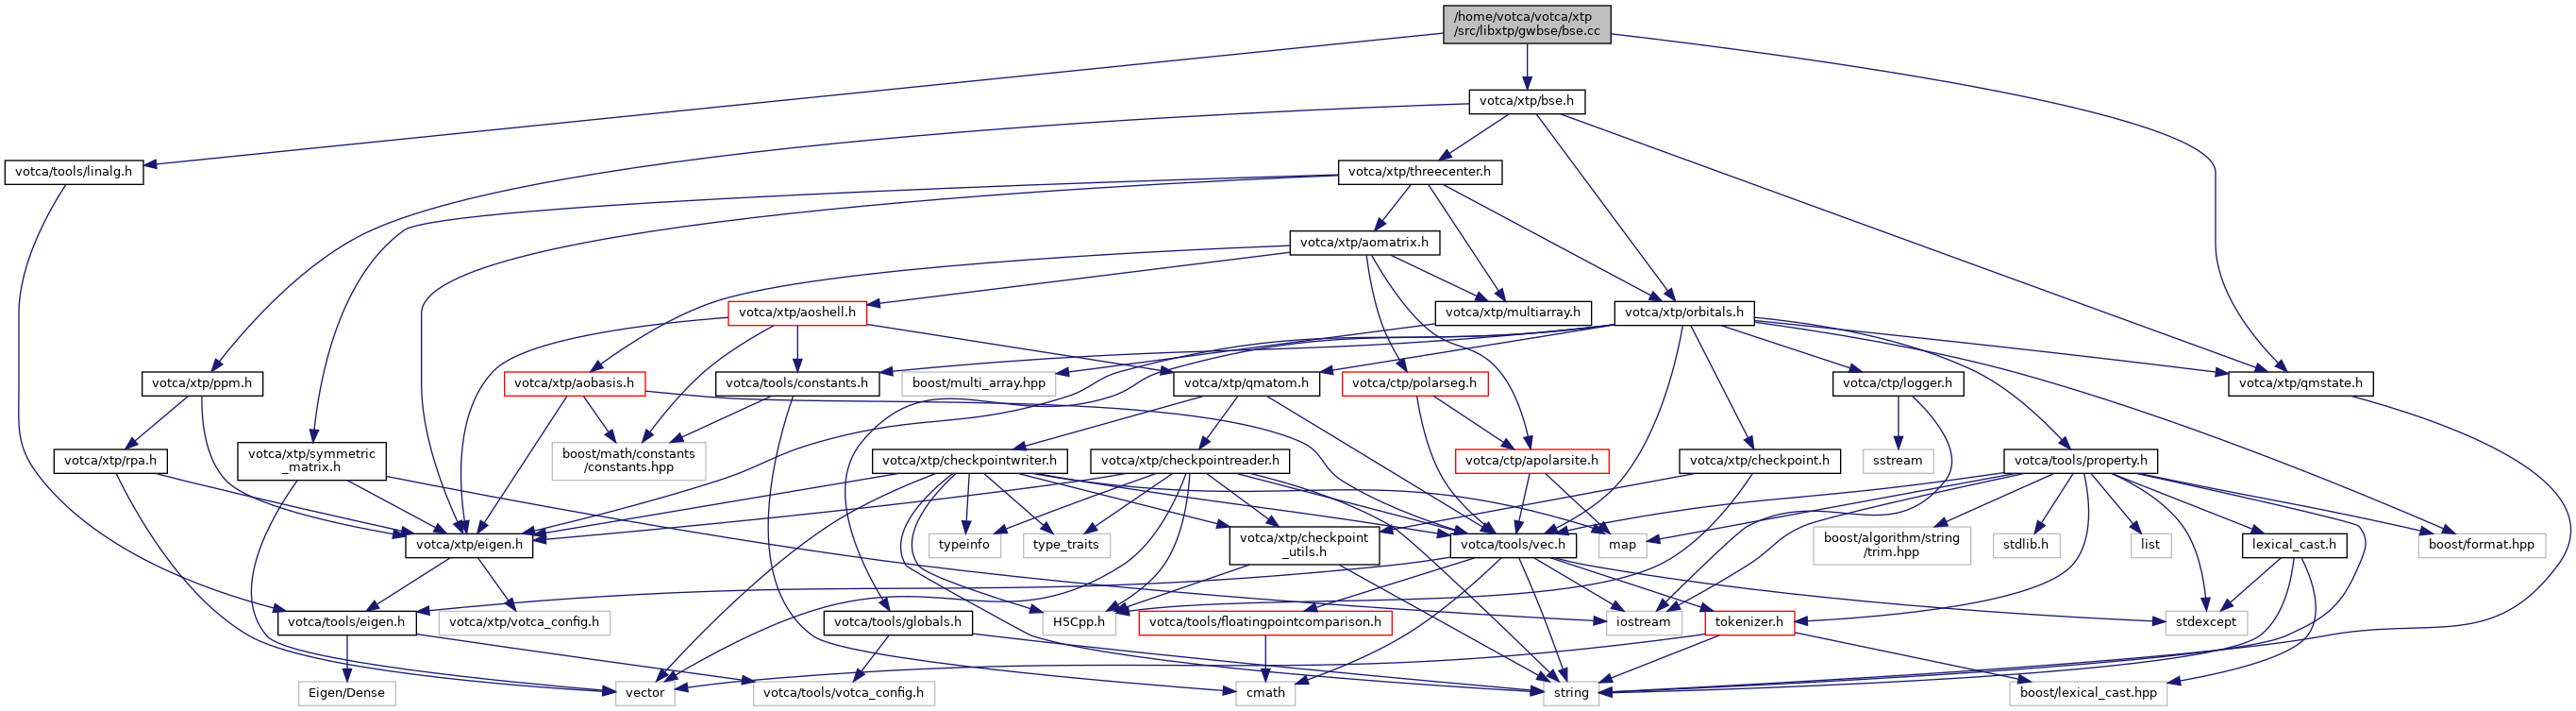 /home/votca/votca/xtp
/src/libxtp/gwbse/bse.cc
votca/xtp/bse.h
votca/tools/linalg.h
votca/xtp/threecenter.h
votca/xtp/aomatrix.h
votca/xtp/aoshell.h
votca/xtp/multiarray.h
votca/xtp/orbitals.h
votca/xtp/ppm.h
votca/xtp/aobasis.h
votca/tools/constants.h
boost/multi_array.hpp
votca/xtp/qmatom.h
votca/ctp/polarseg.h
votca/ctp/logger.h
votca/xtp/qmstate.h
votca/xtp/rpa.h
votca/xtp/symmetric
_matrix.h
boost/math/constants
/constants.hpp
votca/xtp/checkpointwriter.h
votca/xtp/checkpointreader.h
votca/ctp/apolarsite.h
votca/xtp/checkpoint.h
sstream
votca/tools/property.h
votca/xtp/eigen.h
typeinfo
type_traits
votca/xtp/checkpoint
_utils.h
votca/tools/vec.h
map
boost/algorithm/string
/trim.hpp
stdlib.h
list
lexical_cast.h
boost/format.hpp
votca/tools/eigen.h
votca/xtp/votca_config.h
votca/tools/globals.h
H5Cpp.h
votca/tools/floatingpointcomparison.h
iostream
tokenizer.h
stdexcept
Eigen/Dense
vector
votca/tools/votca_config.h
cmath
string
boost/lexical_cast.hpp